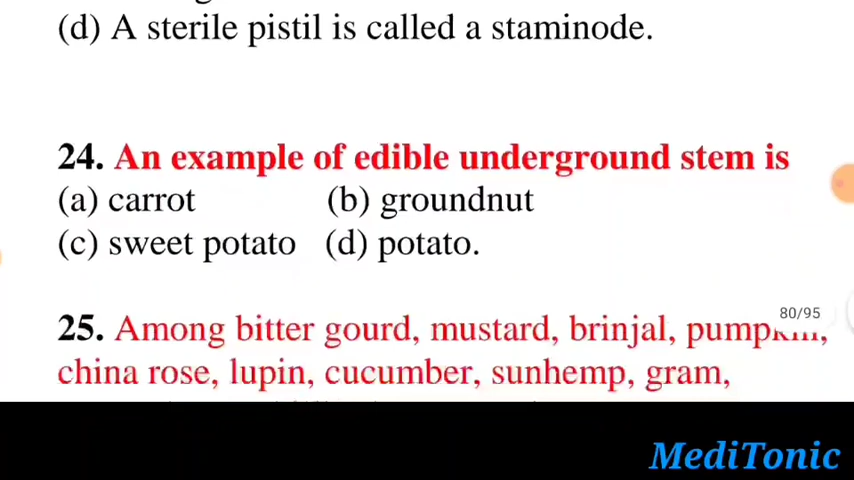 (d) A sterile pistil is called a staminode.
24. An example of edible underground stem is
(a) carrot (b) groundnut
(c) sweet potato (d) potato.
80/95
25. Among bitter gourd, mustard, brinjal, pumpkin,
china rose, lupin, cucumber, sunhemp, gram,
MediTonic